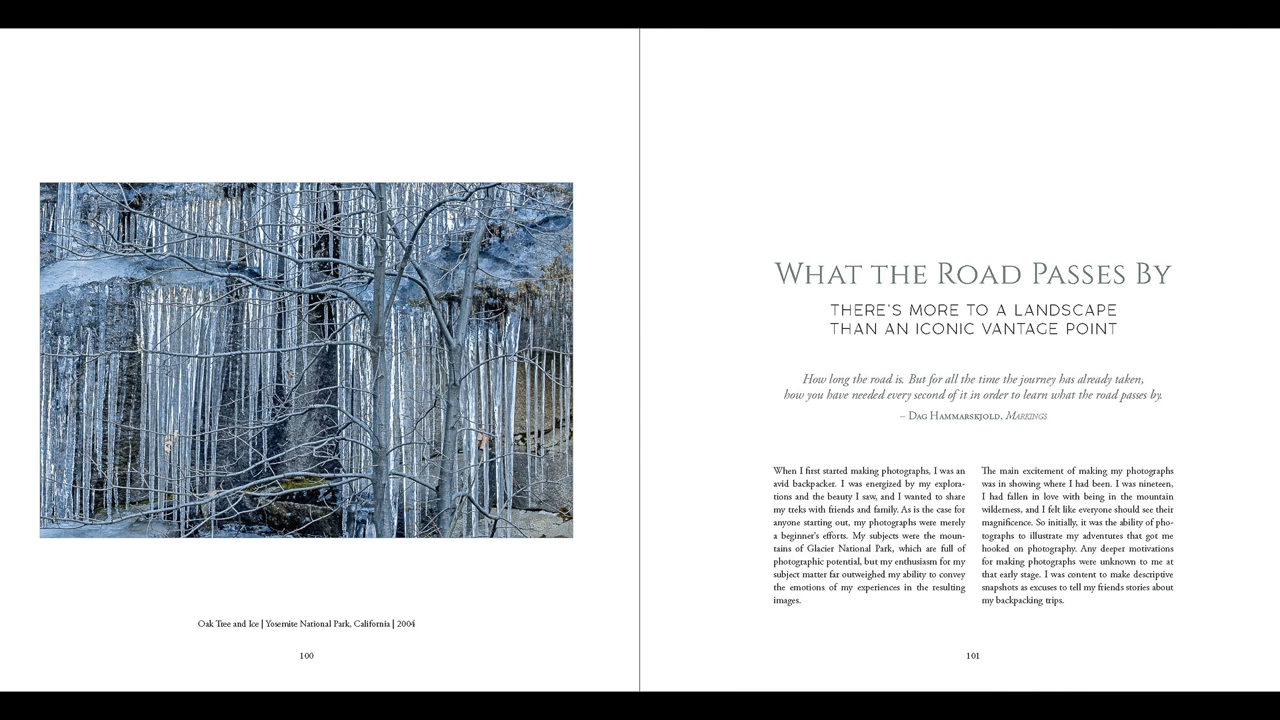 Oak Tree and Ice | Yosemite National Park, California | 2004
100
What the Road Passes By
THERE'S MORE TO A LANDSCAPE
THAN AN ICONIC VANTAGE POINT
How long the road is. But for all the time the journey has already taken,
how you have needed every second of it in order to learn what the road passes by.
– Dag Hammarskjold, Markings
When I first started making photographs, I was an
avid backpacker. I was energized by my explora-
tions and the beauty I saw, and I wanted to share
my treks with friends and family. As is the case for
anyone starting out, my photographs were merely
a beginner's efforts. My subjects were the moun-
tains of Glacier National Park, which are full of
photographic potential, but my enthusiasm for my
subject matter far outweighed my ability to convey
the emotions of my experiences in the resulting
images.
The main excitement of making my photographs
was in showing where I had been. I was nineteen,
I had fallen in love with being in the mountain
wilderness, and I felt like everyone should see their
magnificence. So initially, it was the ability of pho-
tographs to illustrate my adventures that got me
hooked on photography. Any deeper motivations
for making photographs were unknown to me at
that early stage. I was content to make descriptive
snapshots as excuses to tell my friends stories about
my backpacking trips.
101